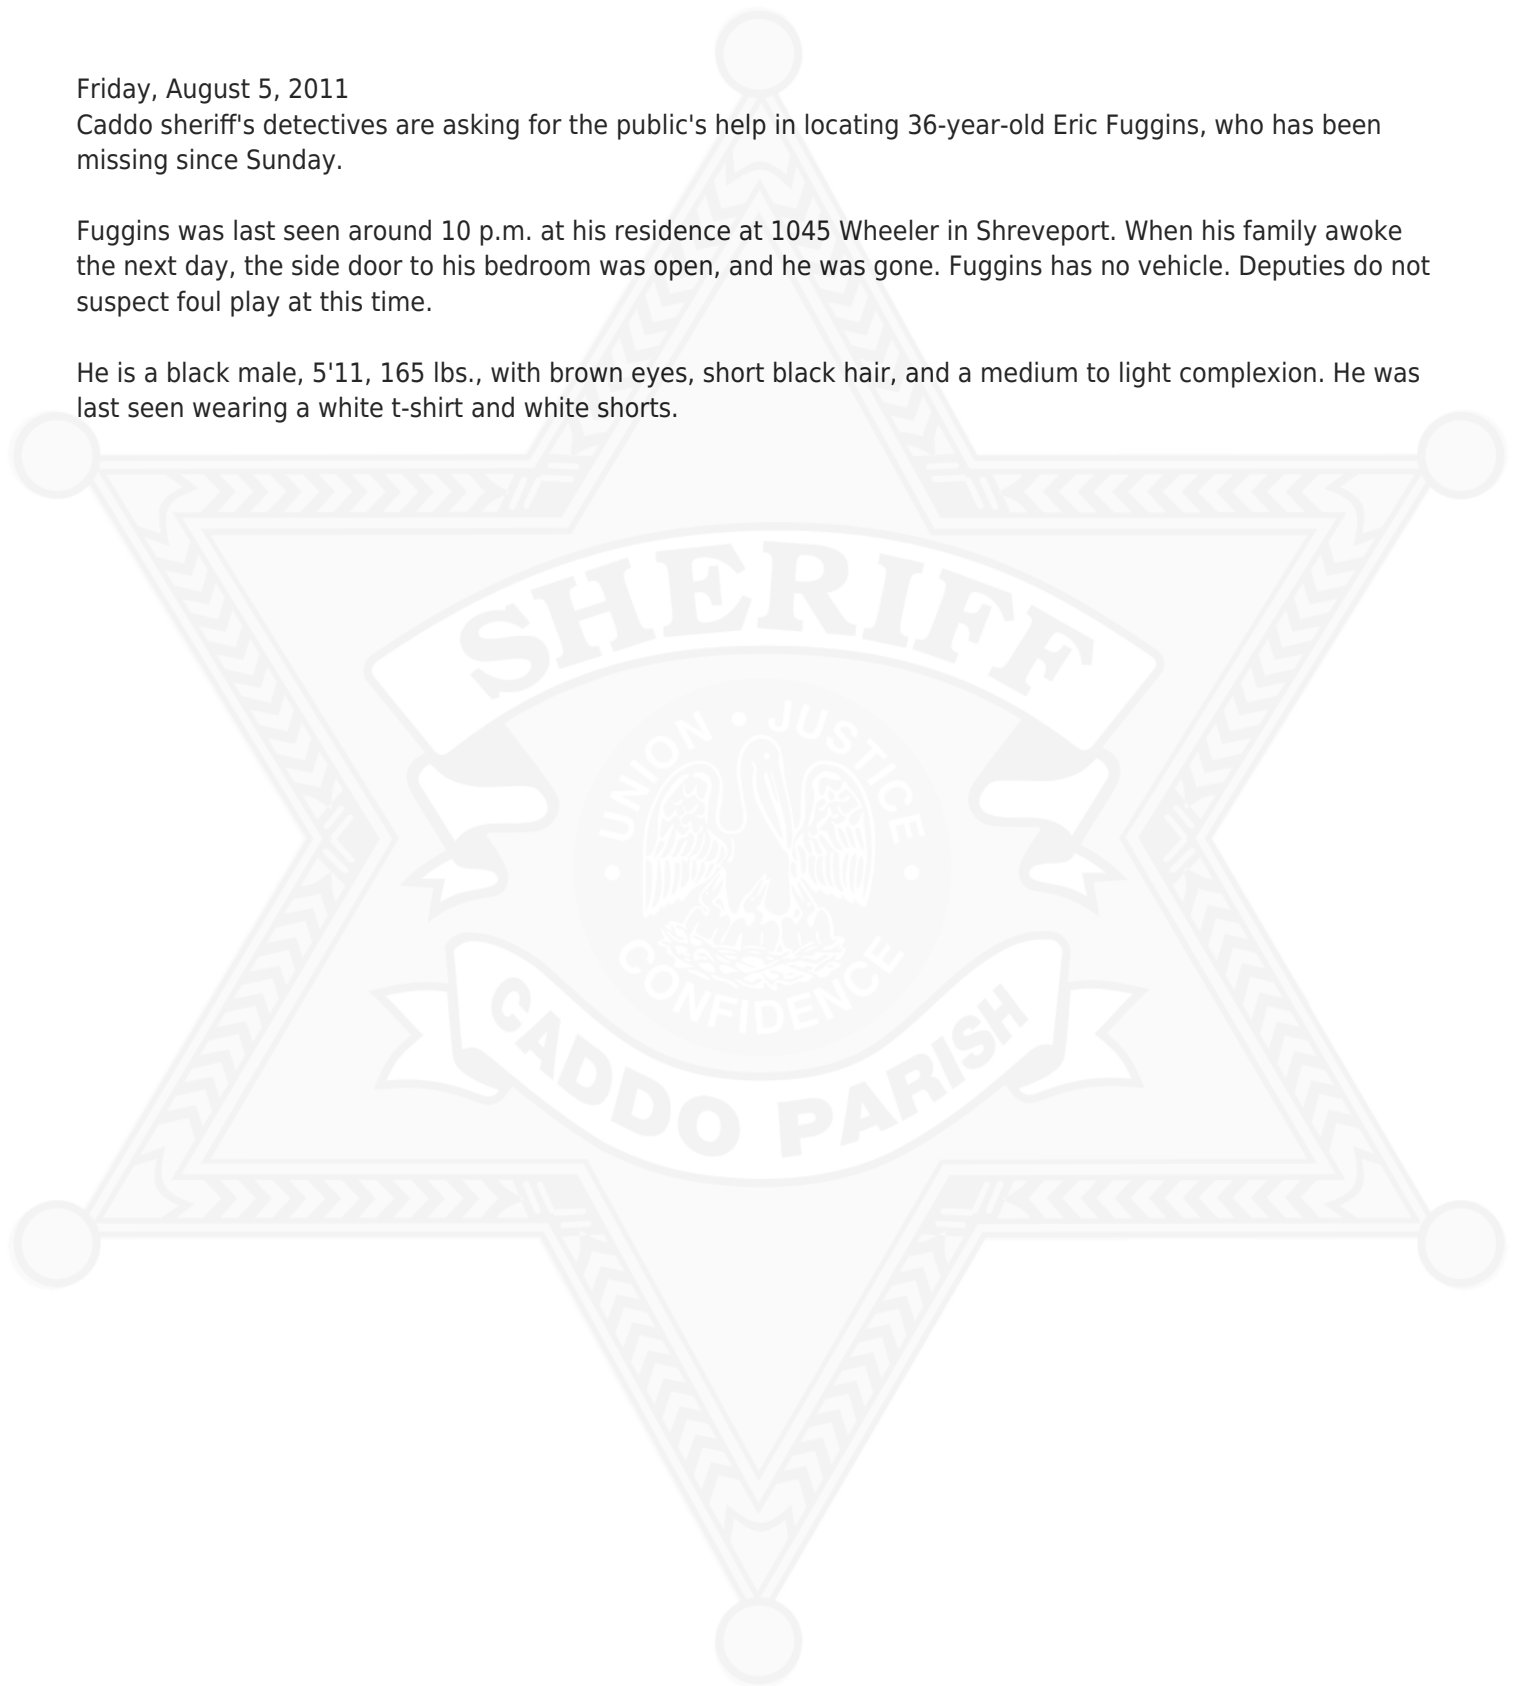 Friday, August 5, 2011
Caddo sheriff's detectives are asking for the public's help in locating 36-year-old Eric Fuggins, who has been
missing since Sunday.
Fuggins was last seen around 10 p.m. at his residence at 1045 Wheeler in Shreveport. When his family awoke
the next day, the side door to his bedroom was open, and he was gone. Fuggins has no vehicle. Deputies do not
suspect foul play at this time.
He is a black male, 5'11, 165 lbs., with brown eyes, short black hair, and a medium to light complexion. He was
last seen wearing a white t-shirt and white shorts.
SHERIFF
UNION • JUSTICE
• CONFIDENCE •
CADDO PARISH